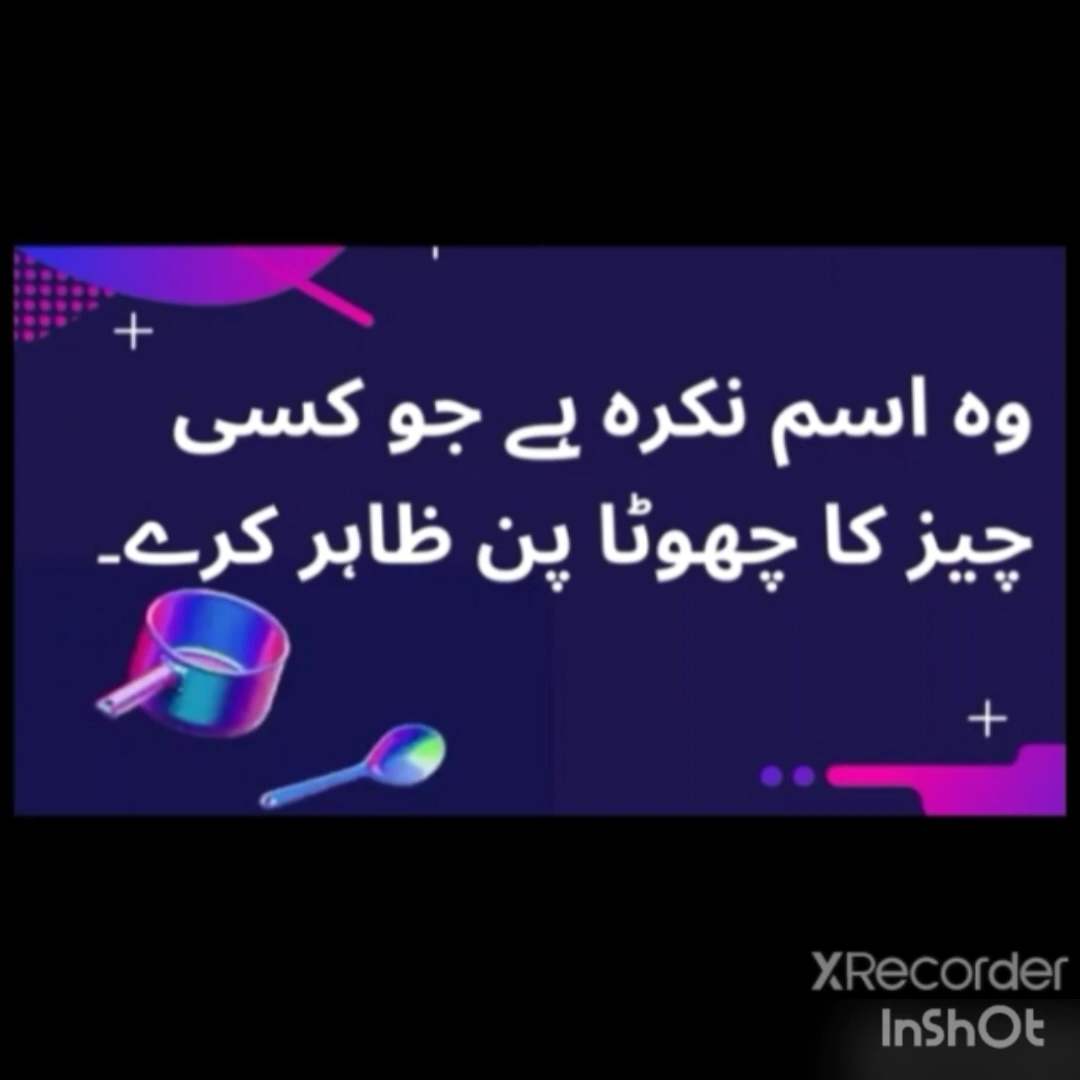 وہ اسم نکرہ ہے جو کسی
چیز کا چھوٹا پن ظاہر کرے۔
XRecorder
InShOt